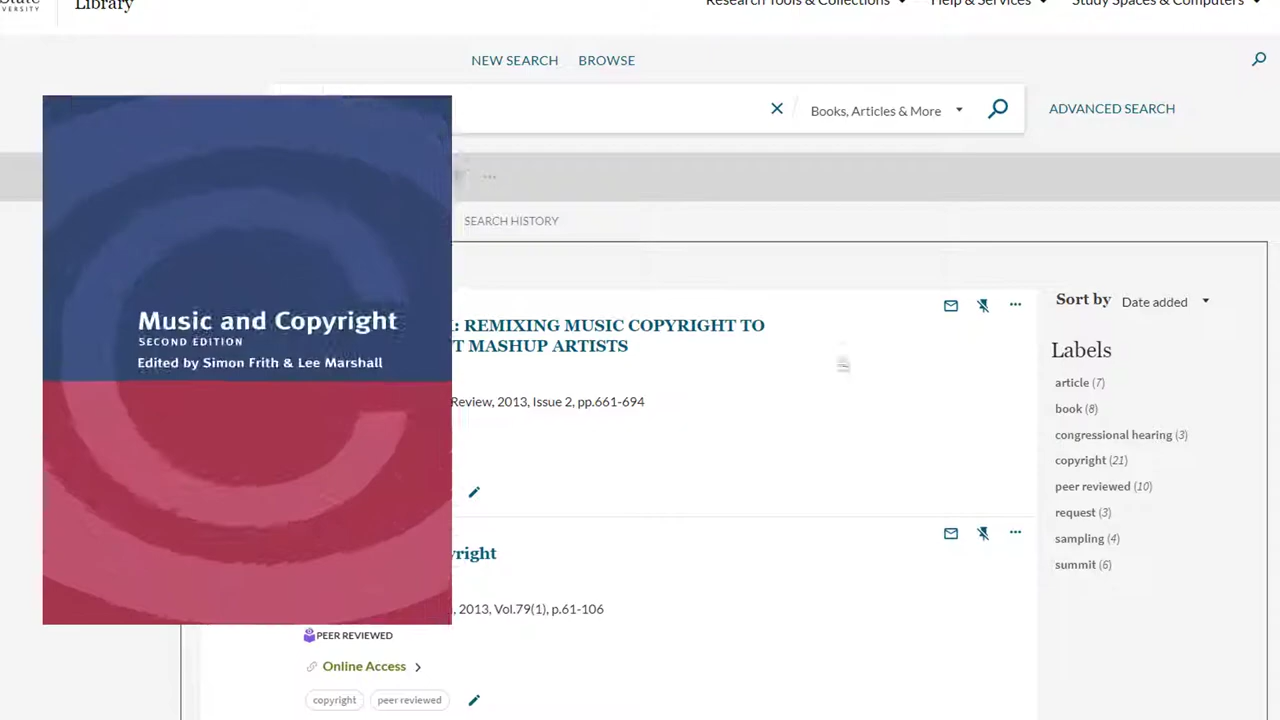 VERSITY
Library
Research Tools & Collections
Help & Services
Study Spaces & Computers
NEW SEARCH
BROWSE
Books, Articles & More
ADVANCED SEARCH
SEARCH HISTORY
Music and Copyright
SECOND EDITION
Edited by Simon Frith & Lee Marshall
: REMIXING MUSIC COPYRIGHT TO
T MASHUP ARTISTS
Review, 2013, Issue 2, pp.661-694
yright
, 2013, Vol.79(1), p.61-106
PEER REVIEWED
Online Access
copyright
peer reviewed
Sort by Date added
Labels
article (7)
book (8)
congressional hearing (3)
copyright (21)
peer reviewed (10)
request (3)
sampling (4)
summit (6)